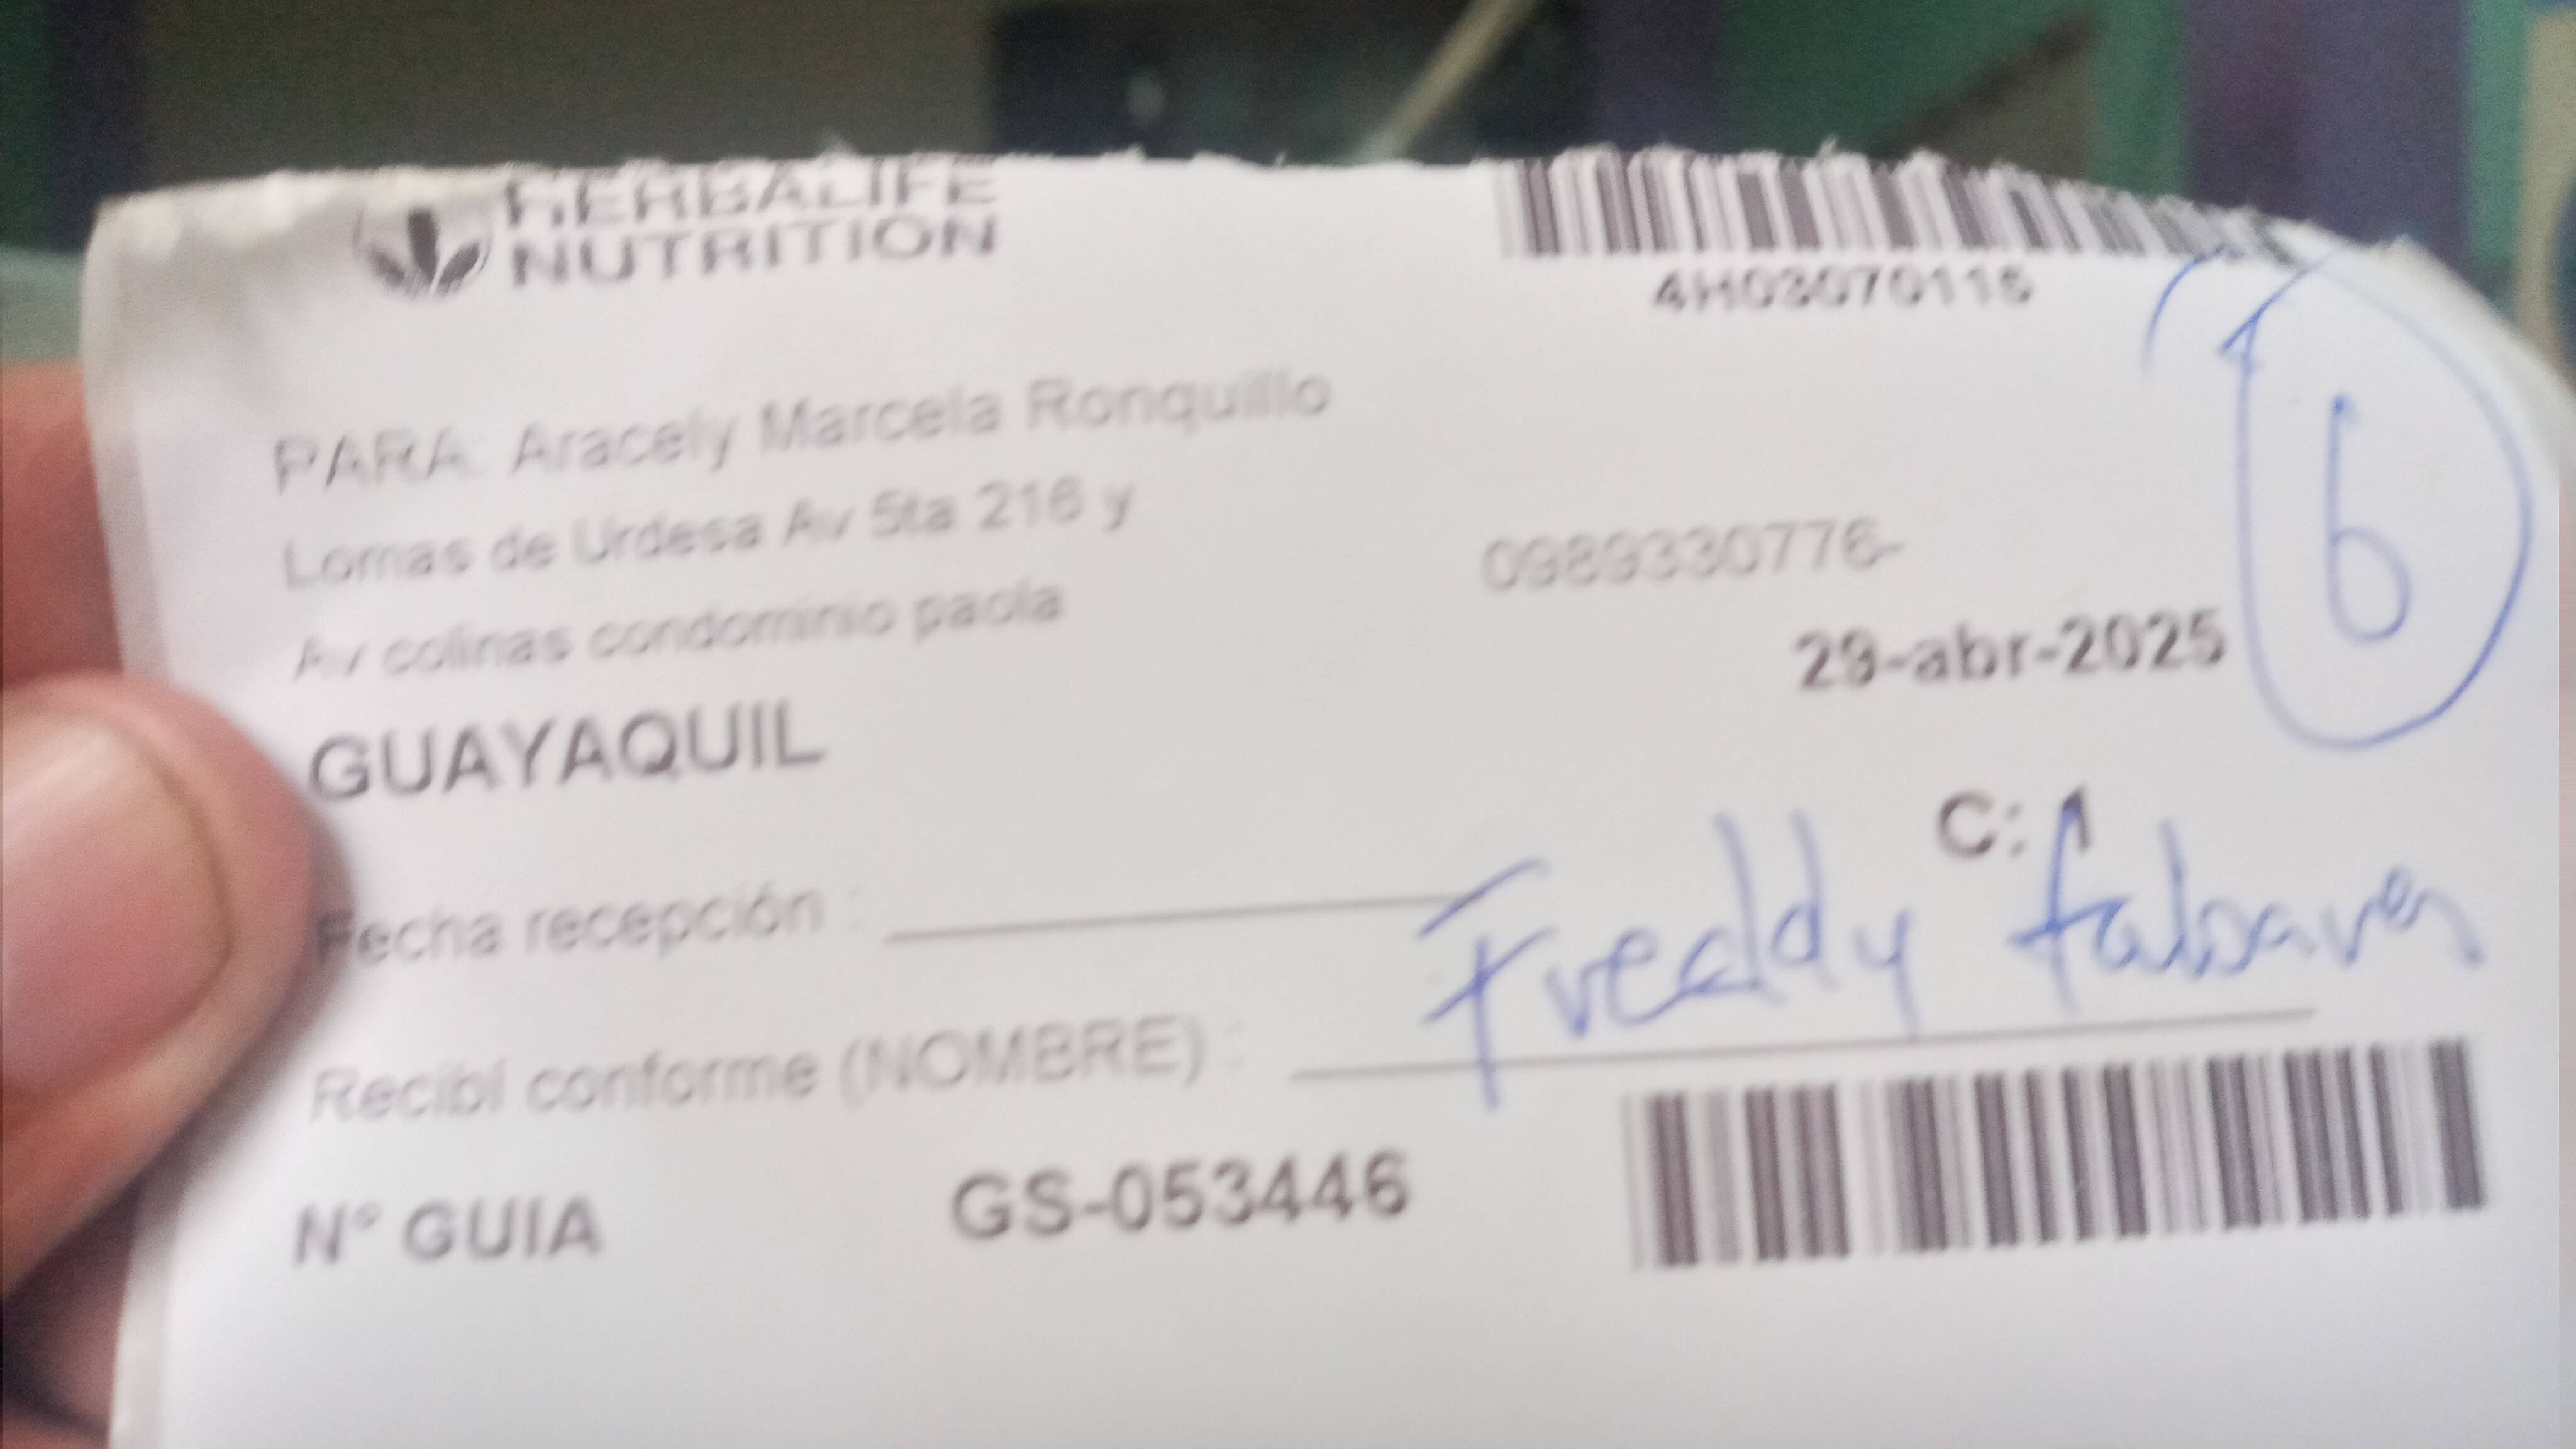 HERBALIFE
NUTRITION
4H03070116
PARA. Aracely Marcela Ronquillo
Lomas de Urdesa Av 5ta 216 y
Av colinas condominio paola
0989330776-
29-abr-2025
6
GUAYAQUIL
C: 1
Fecha recepción :
Freddy
Recibí conforme (NOMBRE) :
N° GUIA GS-053446